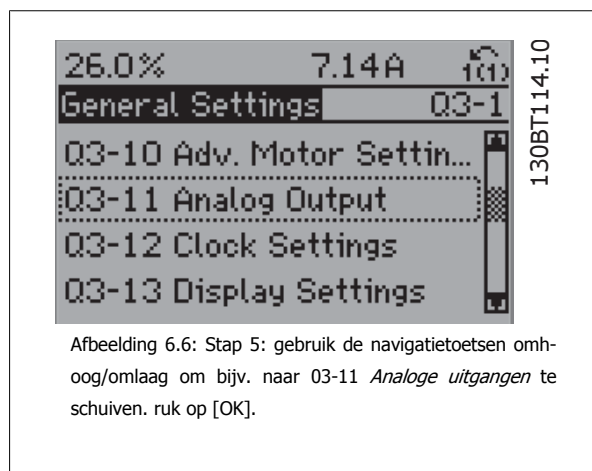 26.0% 7.14A 1(1)
General Settings Q3-1
Q3-10 Adv. Motor Settin...
Q3-11 Analog Output
Q3-12 Clock Settings
Q3-13 Display Settings
130BT114.10
Afbeelding 6.6: Stap 5: gebruik de navigatietoetsen omh-
oog/omlaag om bijv. naar 03-11 Analoge uitgangen te
schuiven. ruk op [OK].